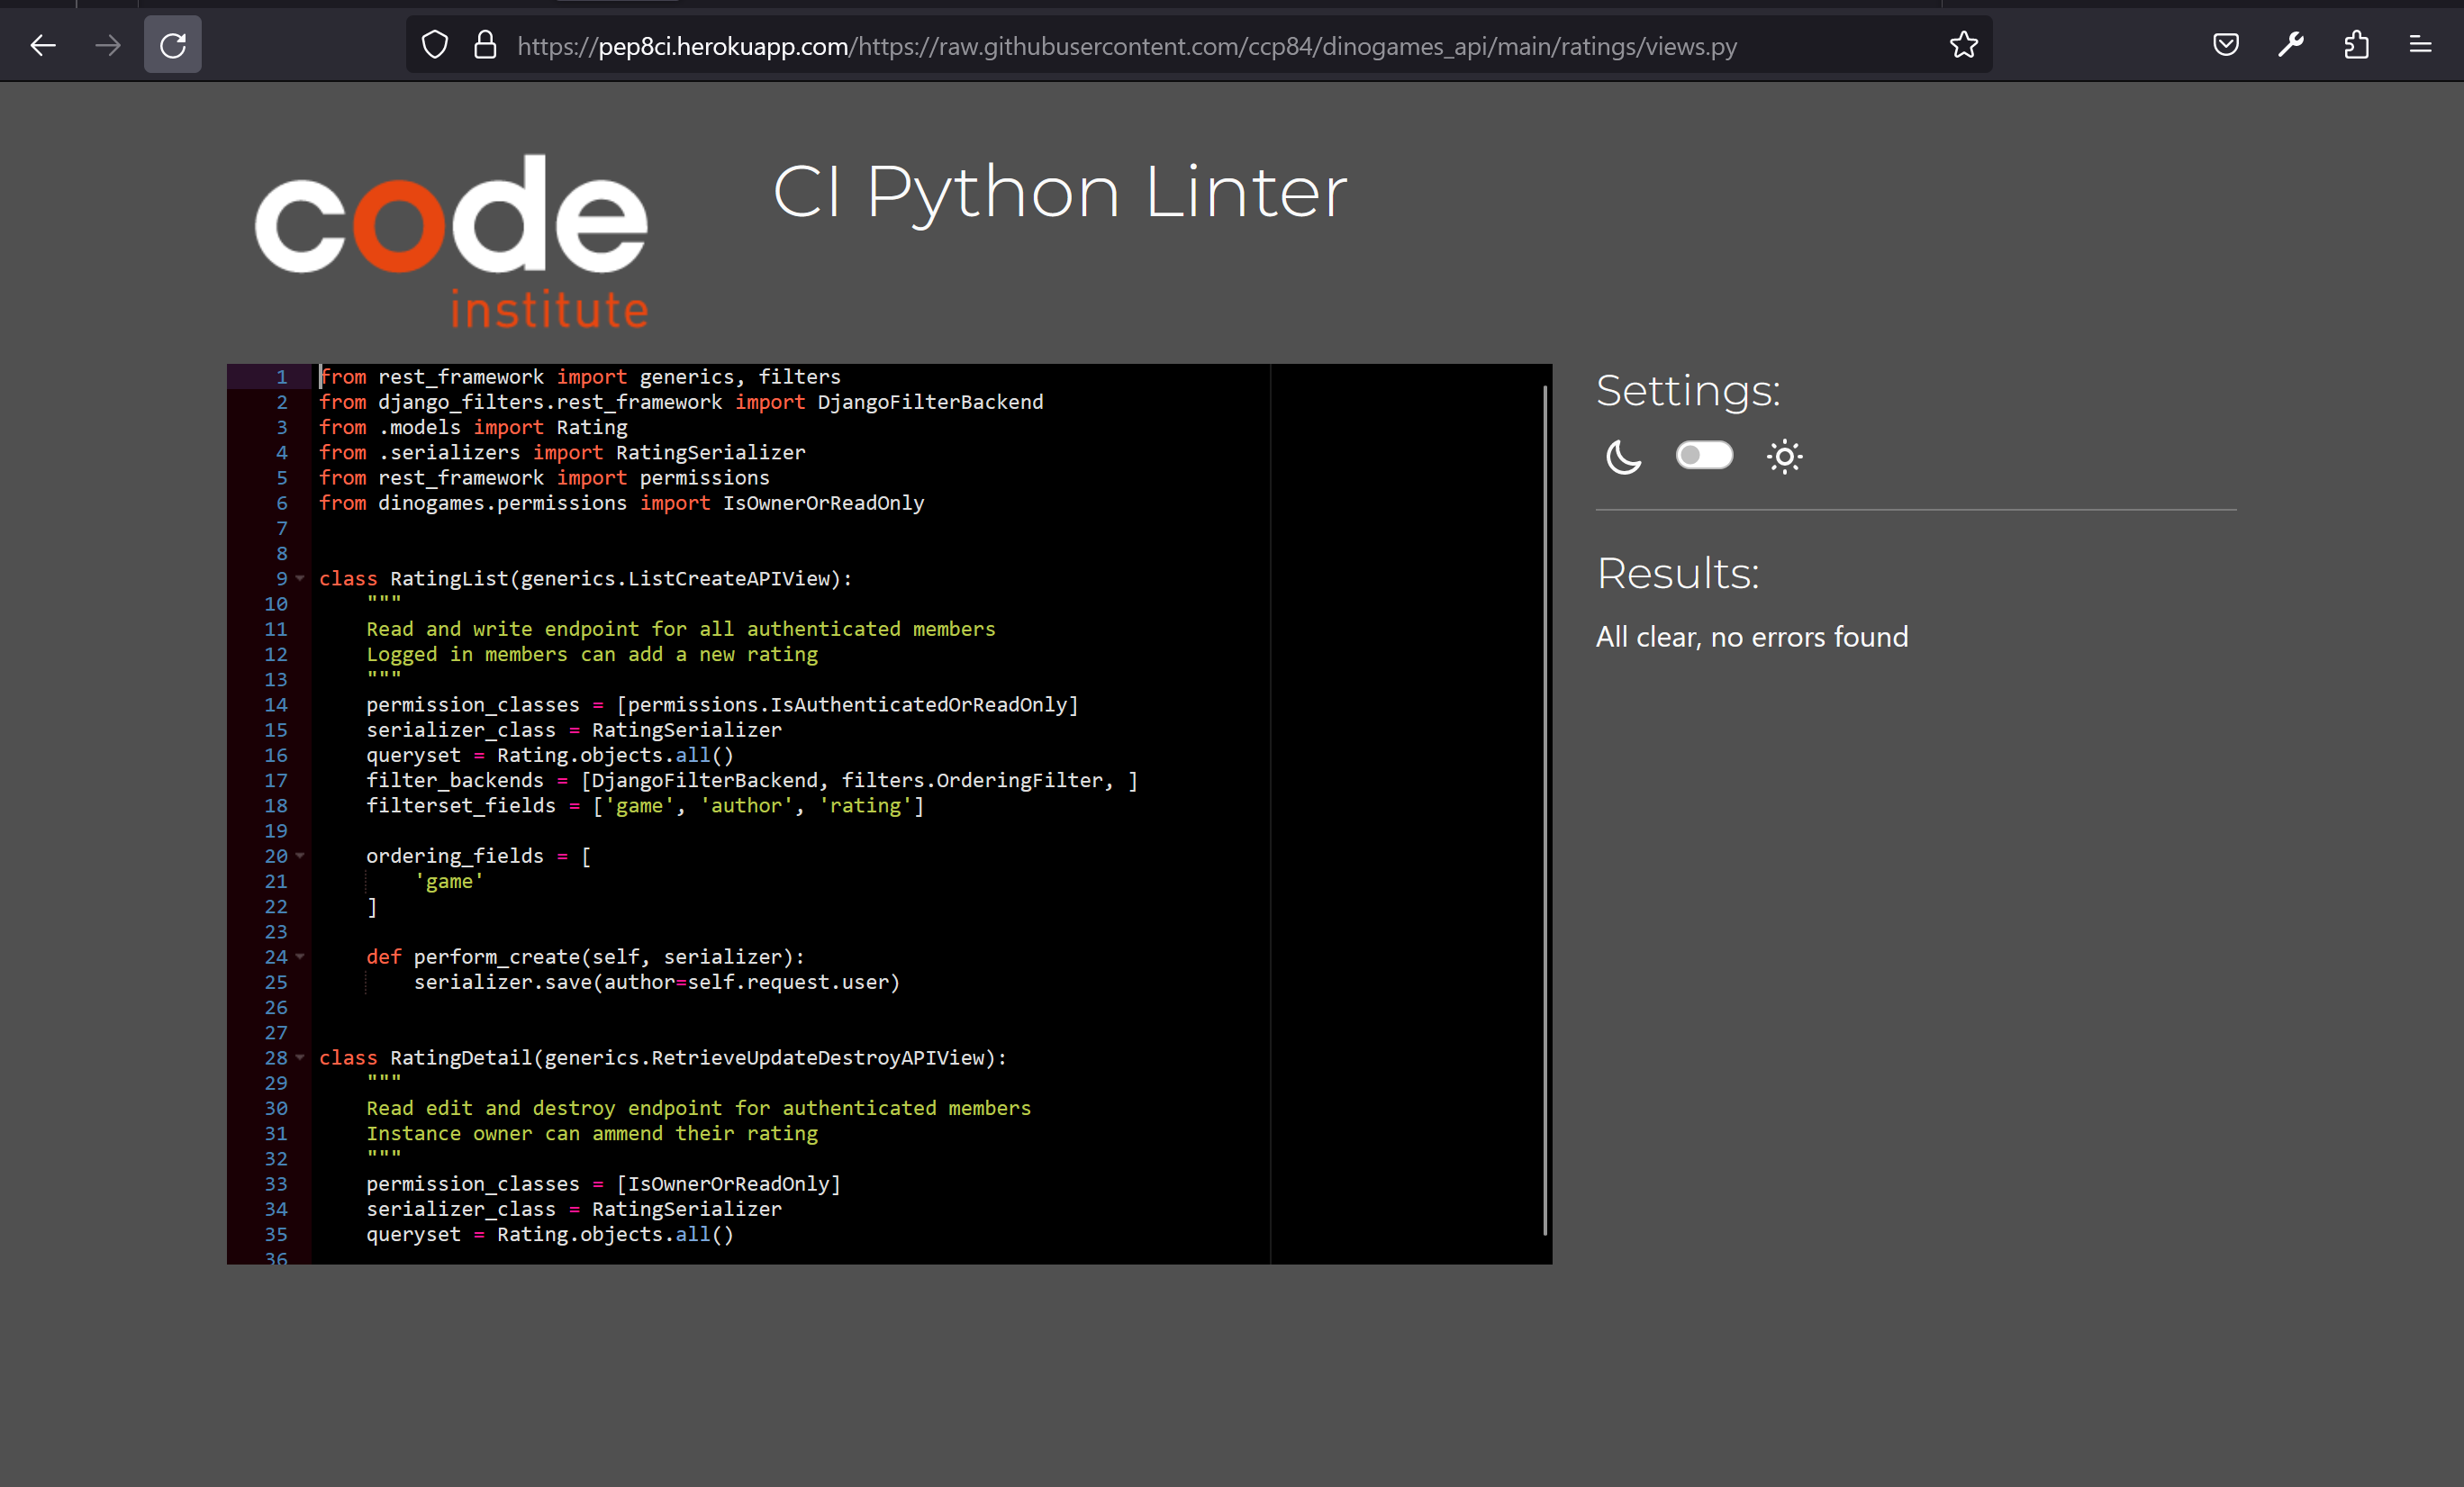 https://pep8ci.herokuapp.com/https://raw.githubusercontent.com/ccp84/dinogames_api/main/ratings/views.py
code
institute
CI Python Linter
1 from rest_framework import generics, filters
2 from django_filters.rest_framework import DjangoFilterBackend
3 from .models import Rating
4 from .serializers import RatingSerializer
5 from rest_framework import permissions
6 from dinogames.permissions import IsOwnerOrReadOnly
7
8
9 class RatingList(generics.ListCreateAPIView):
10     """
11     Read and write endpoint for all authenticated members
12     Logged in members can add a new rating
13     """
14     permission_classes = [permissions.IsAuthenticatedOrReadOnly]
15     serializer_class = RatingSerializer
16     queryset = Rating.objects.all()
17     filter_backends = [DjangoFilterBackend, filters.OrderingFilter, ]
18     filterset_fields = ['game', 'author', 'rating']
19
20     ordering_fields = [
21         'game'
22     ]
23
24     def perform_create(self, serializer):
25         serializer.save(author=self.request.user)
26
27
28 class RatingDetail(generics.RetrieveUpdateDestroyAPIView):
29     """
30     Read edit and destroy endpoint for authenticated members
31     Instance owner can ammend their rating
32     """
33     permission_classes = [IsOwnerOrReadOnly]
34     serializer_class = RatingSerializer
35     queryset = Rating.objects.all()
36
Settings:
Results:
All clear, no errors found